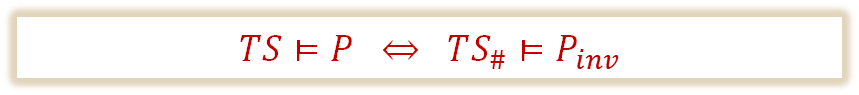 TS ⊨ P ⇔ TS# ⊨ Pinv